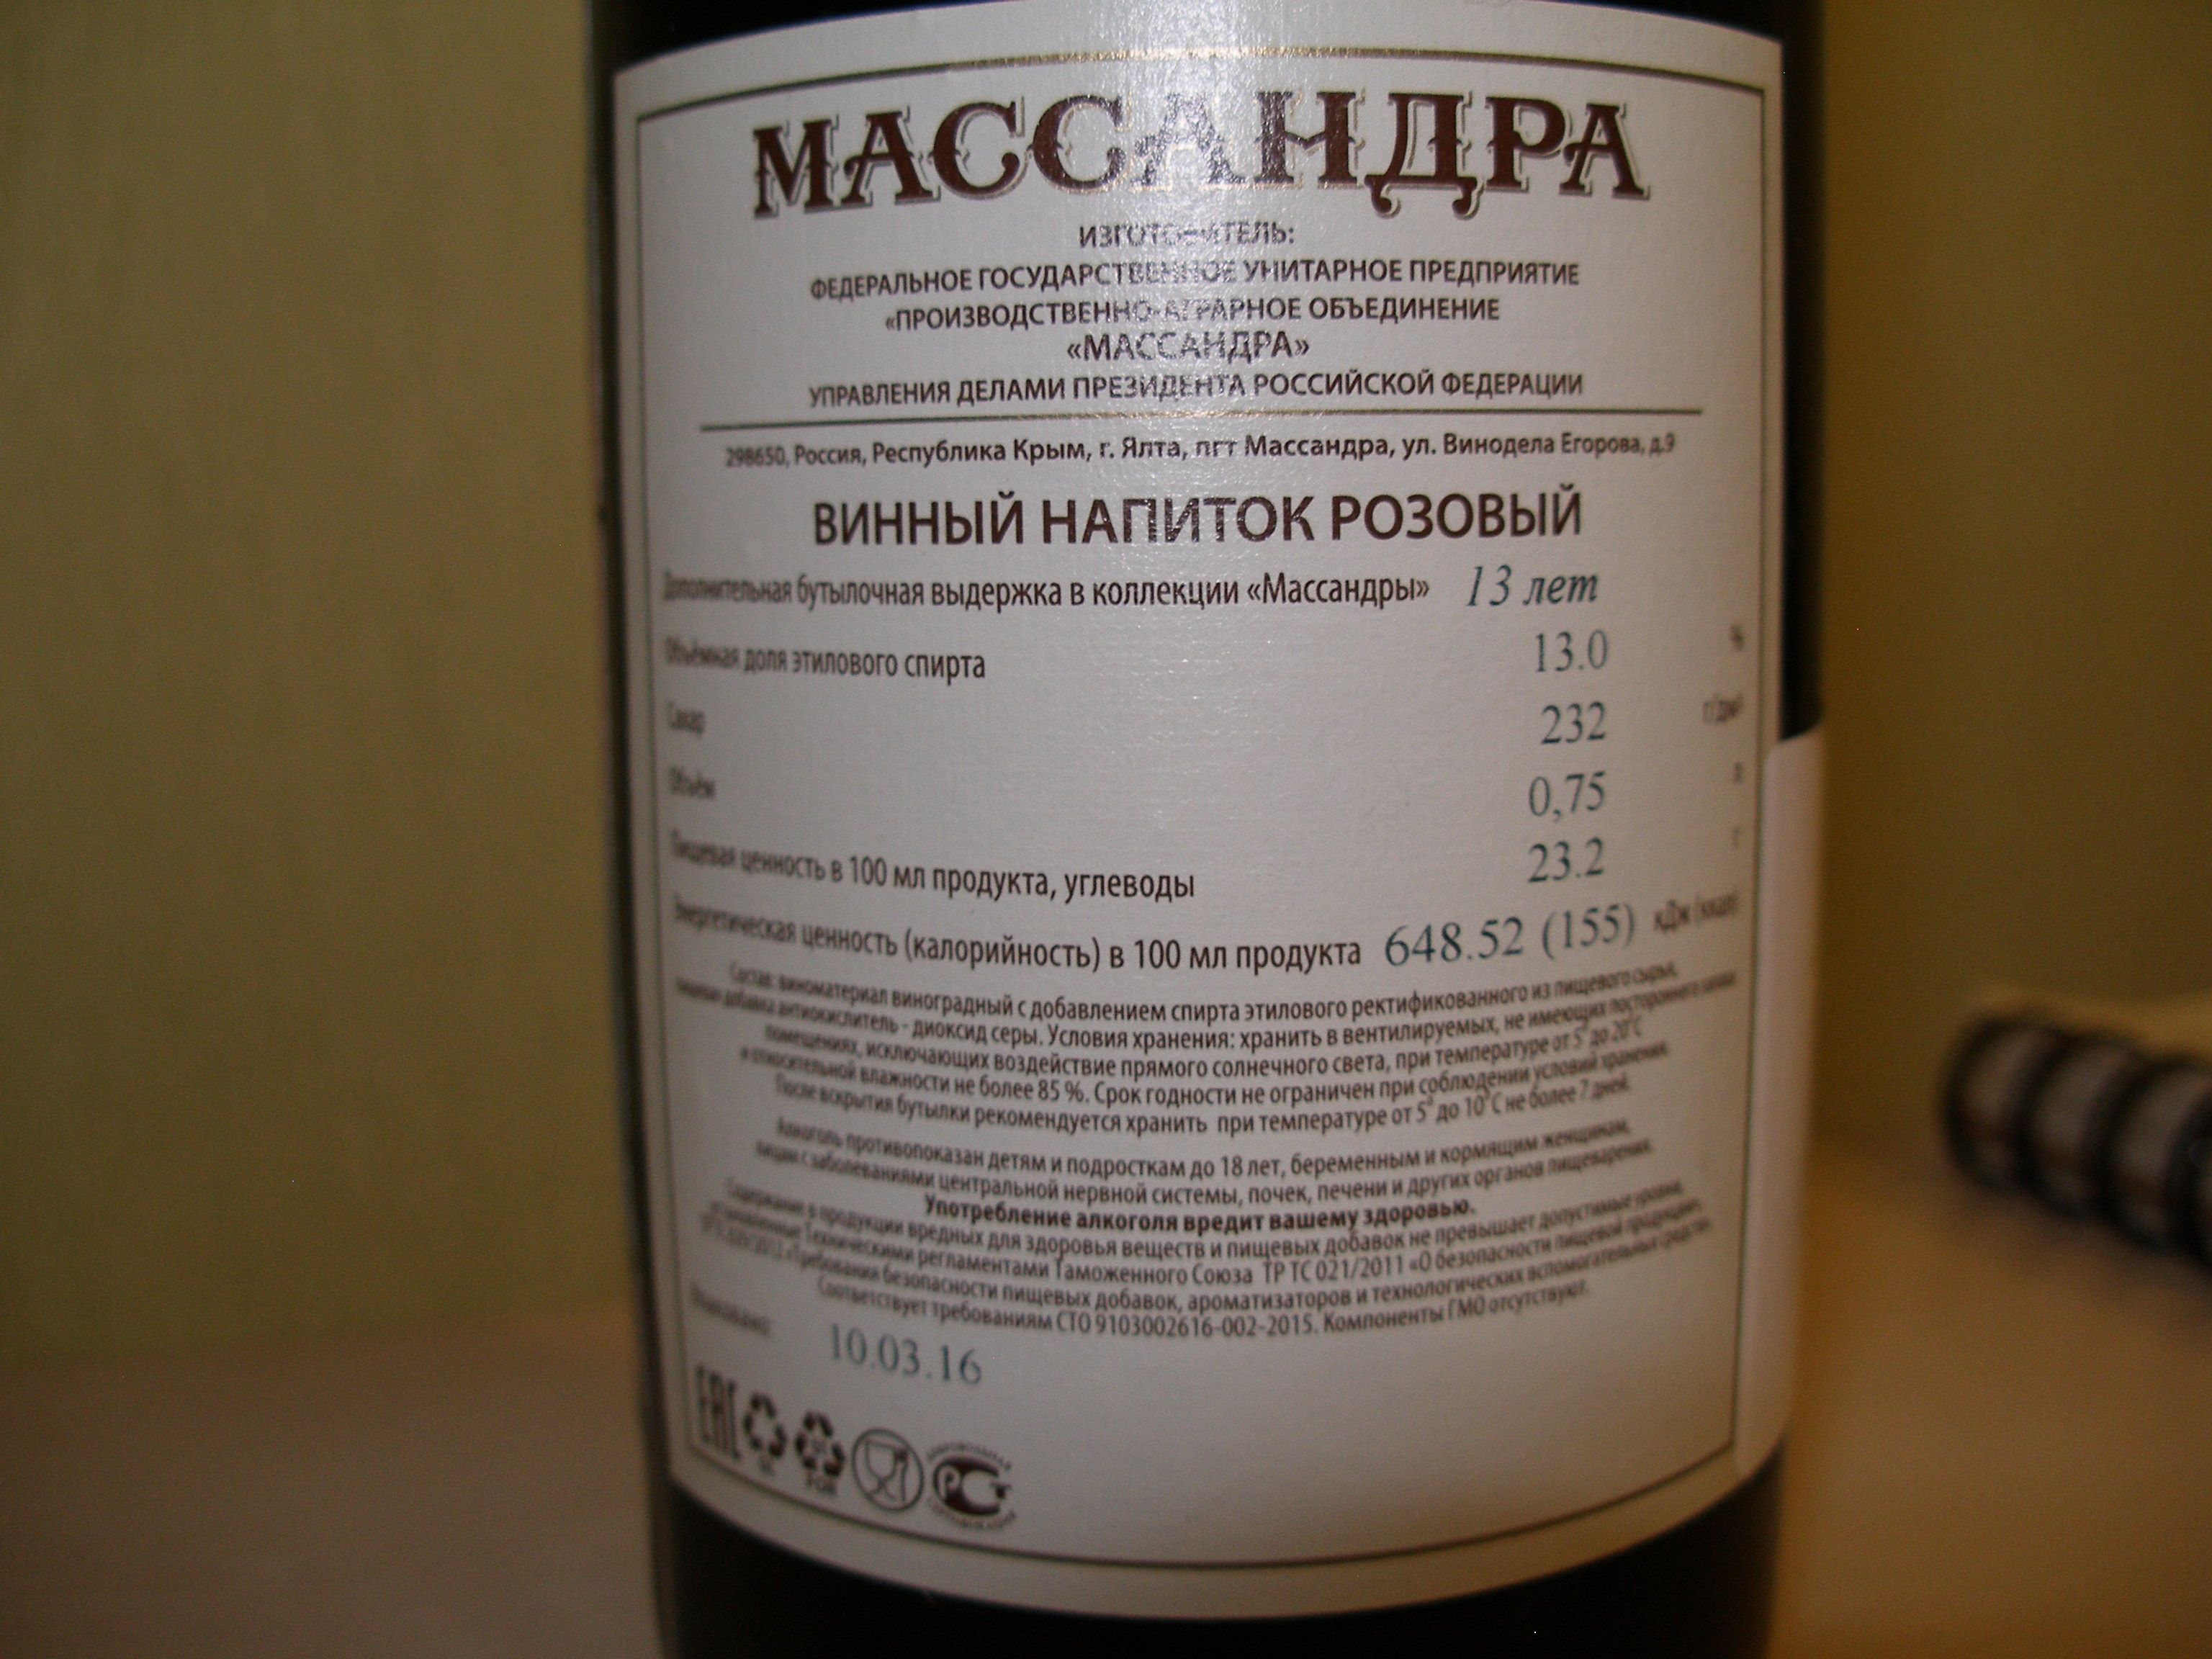 МАССАНДРА
ИЗГОТОВИТЕЛЬ:
ФЕДЕРАЛЬНОЕ ГОСУДАРСТВЕННОЕ УНИТАРНОЕ ПРЕДПРИЯТИЕ
«ПРОИЗВОДСТВЕННО-АГРАРНОЕ ОБЪЕДИНЕНИЕ
«МАССАНДРА»
УПРАВЛЕНИЯ ДЕЛАМИ ПРЕЗИДЕНТА РОССИЙСКОЙ ФЕДЕРАЦИИ
298650, Россия, Республика Крым, г. Ялта, пгт Массандра, ул. Винодела Егорова, д.9
ВИННЫЙ НАПИТОК РОЗОВЫЙ
Дополнительная бутылочная выдержка в коллекции «Массандры» 13 лет
Объёмная доля этилового спирта 13.0 %
Сахар 232 г/дм³
Объём 0,75 л
Пищевая ценность в 100 мл продукта, углеводы 23.2 г
Энергетическая ценность (калорийность) в 100 мл продукта 648.52 (155) кДж (ккал)
Состав: виноматериал виноградный с добавлением спирта этилового ректификованного из пищевого сырья,
пищевая добавка антиокислитель - диоксид серы. Условия хранения: хранить в вентилируемых, не имеющих постороннего запаха
помещениях, исключающих воздействие прямого солнечного света, при температуре от 5° до 20°С
и относительной влажности не более 85 %. Срок годности не ограничен при соблюдении условий хранения.
После вскрытия бутылки рекомендуется хранить при температуре от 5° до 10°С не более 7 дней.
Алкоголь противопоказан детям и подросткам до 18 лет, беременным и кормящим женщинам,
лицам с заболеваниями центральной нервной системы, почек, печени и других органов пищеварения.
Употребление алкоголя вредит вашему здоровью.
Содержание в продукции вредных для здоровья веществ и пищевых добавок не превышает допустимые уровни,
установленные Техническими регламентами Таможенного Союза ТР ТС 021/2011 «О безопасности пищевой продукции»,
«Требования безопасности пищевых добавок, ароматизаторов и технологических вспомогательных средств».
Соответствует требованиям СТО 9103002616-002-2015. Компоненты ГМО отсутствуют.
10.03.16
ЕАС
РСТ